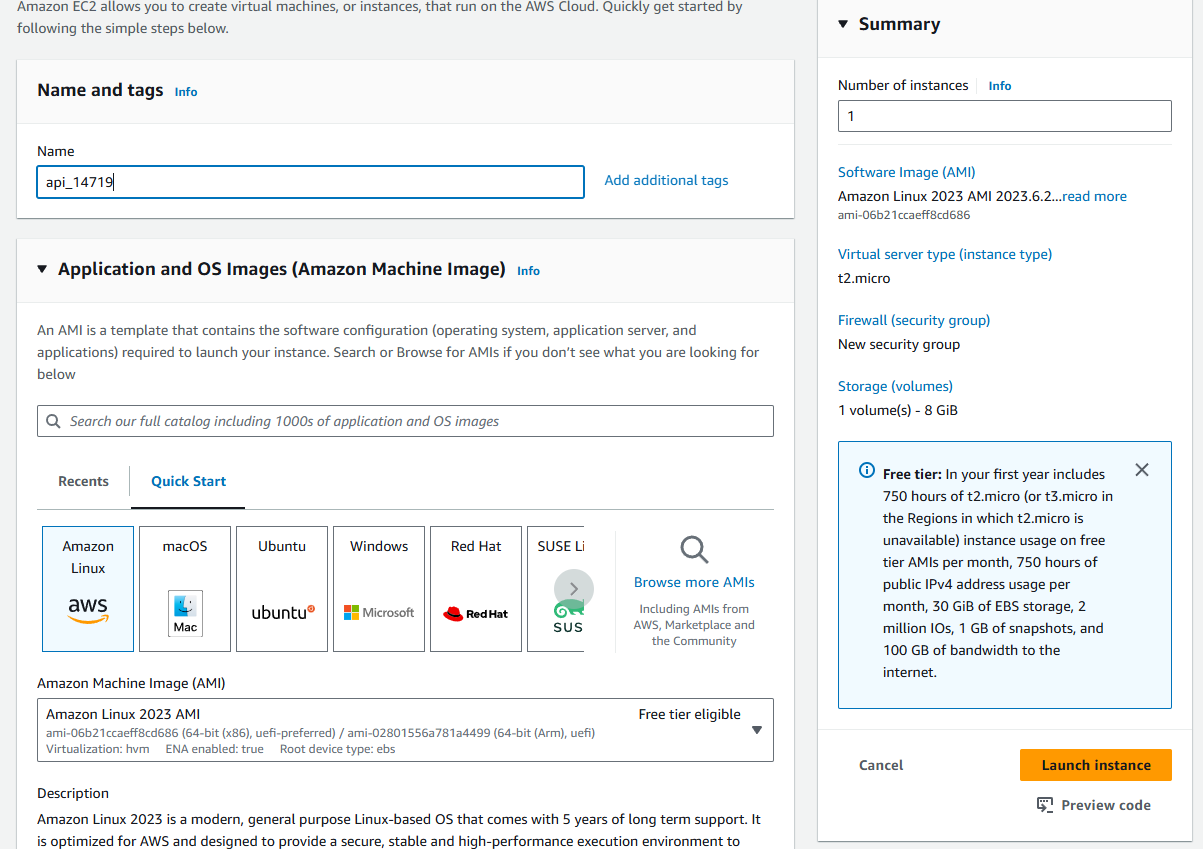 Amazon EC2 allows you to create virtual machines, or instances, that run on the AWS Cloud. Quickly get started by
following the simple steps below.
Name and tags Info
Name
api_14719
Add additional tags
Application and OS Images (Amazon Machine Image) Info
An AMI is a template that contains the software configuration (operating system, application server, and
applications) required to launch your instance. Search or Browse for AMIs if you don’t see what you are looking for
below
Search our full catalog including 1000s of application and OS images
Recents
Quick Start
Amazon
Linux
aws
macOS
Mac
Ubuntu
ubuntu
Windows
Microsoft
Red Hat
Red Hat
SUSE Li
SUS
Browse more AMIs
Including AMIs from
AWS, Marketplace and
the Community
Amazon Machine Image (AMI)
Amazon Linux 2023 AMI
Free tier eligible
ami-06b21ccaeff8cd686 (64-bit (x86), uefi-preferred) / ami-02801556a781a4499 (64-bit (Arm), uefi)
Virtualization: hvm ENA enabled: true Root device type: ebs
Description
Amazon Linux 2023 is a modern, general purpose Linux-based OS that comes with 5 years of long term support. It
is optimized for AWS and designed to provide a secure, stable and high-performance execution environment to
Summary
Number of instances Info
1
Software Image (AMI)
Amazon Linux 2023 AMI 2023.6.2...read more
ami-06b21ccaeff8cd686
Virtual server type (instance type)
t2.micro
Firewall (security group)
New security group
Storage (volumes)
1 volume(s) - 8 GiB
Free tier: In your first year includes
750 hours of t2.micro (or t3.micro in
the Regions in which t2.micro is
unavailable) instance usage on free
tier AMIs per month, 750 hours of
public IPv4 address usage per
month, 30 GiB of EBS storage, 2
million IOs, 1 GB of snapshots, and
100 GB of bandwidth to the
internet.
Cancel
Launch instance
Preview code